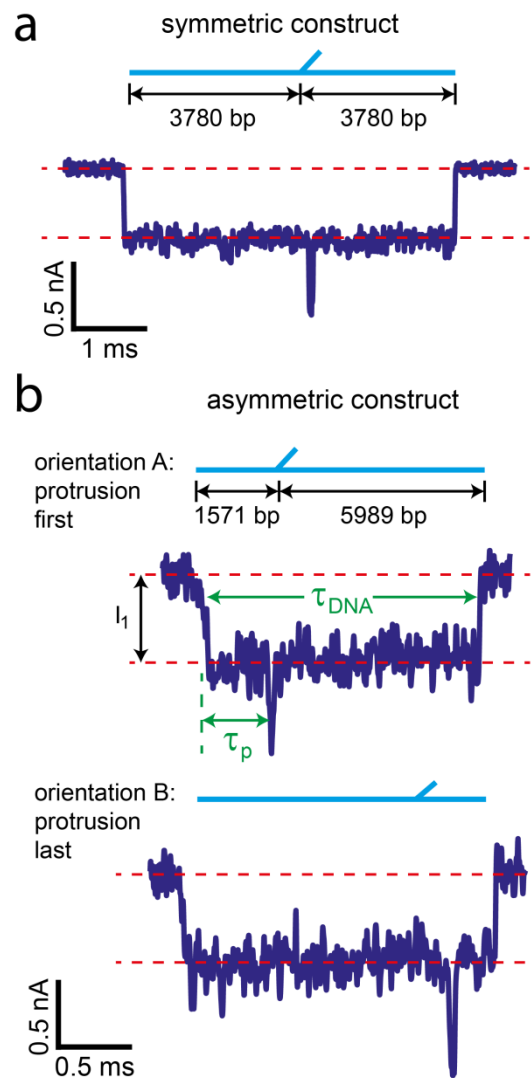 a
symmetric construct
3780 bp 3780 bp
0.5 nA
1 ms
b
asymmetric construct
orientation A:
protrusion
first
1571 bp 5989 bp
I₁
τDNA
τp
orientation B:
protrusion
last
0.5 nA
0.5 ms